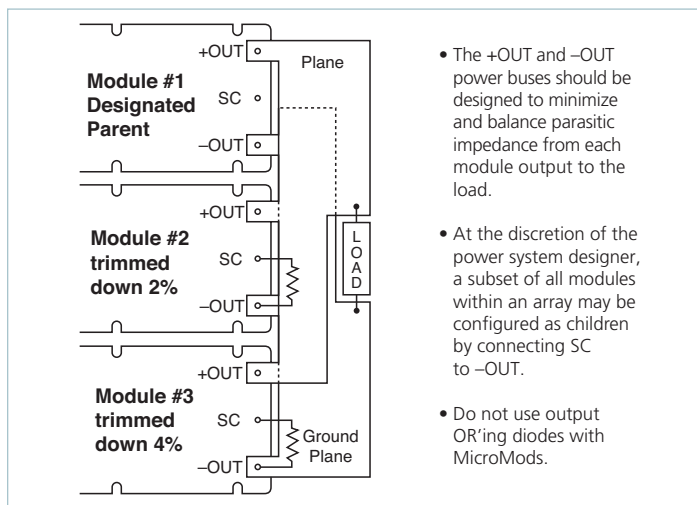 +OUT
Plane
Module #1
Designated
Parent
SC
–OUT
+OUT
Module #2
trimmed
down 2%
SC
–OUT
LOAD
+OUT
Module #3
trimmed
down 4%
SC
Ground
Plane
–OUT
• The +OUT and –OUT
power buses should be
designed to minimize
and balance parasitic
impedance from each
module output to the
load.
• At the discretion of the
power system designer,
a subset of all modules
within an array may be
configured as children
by connecting SC
to –OUT.
• Do not use output
OR’ing diodes with
MicroMods.